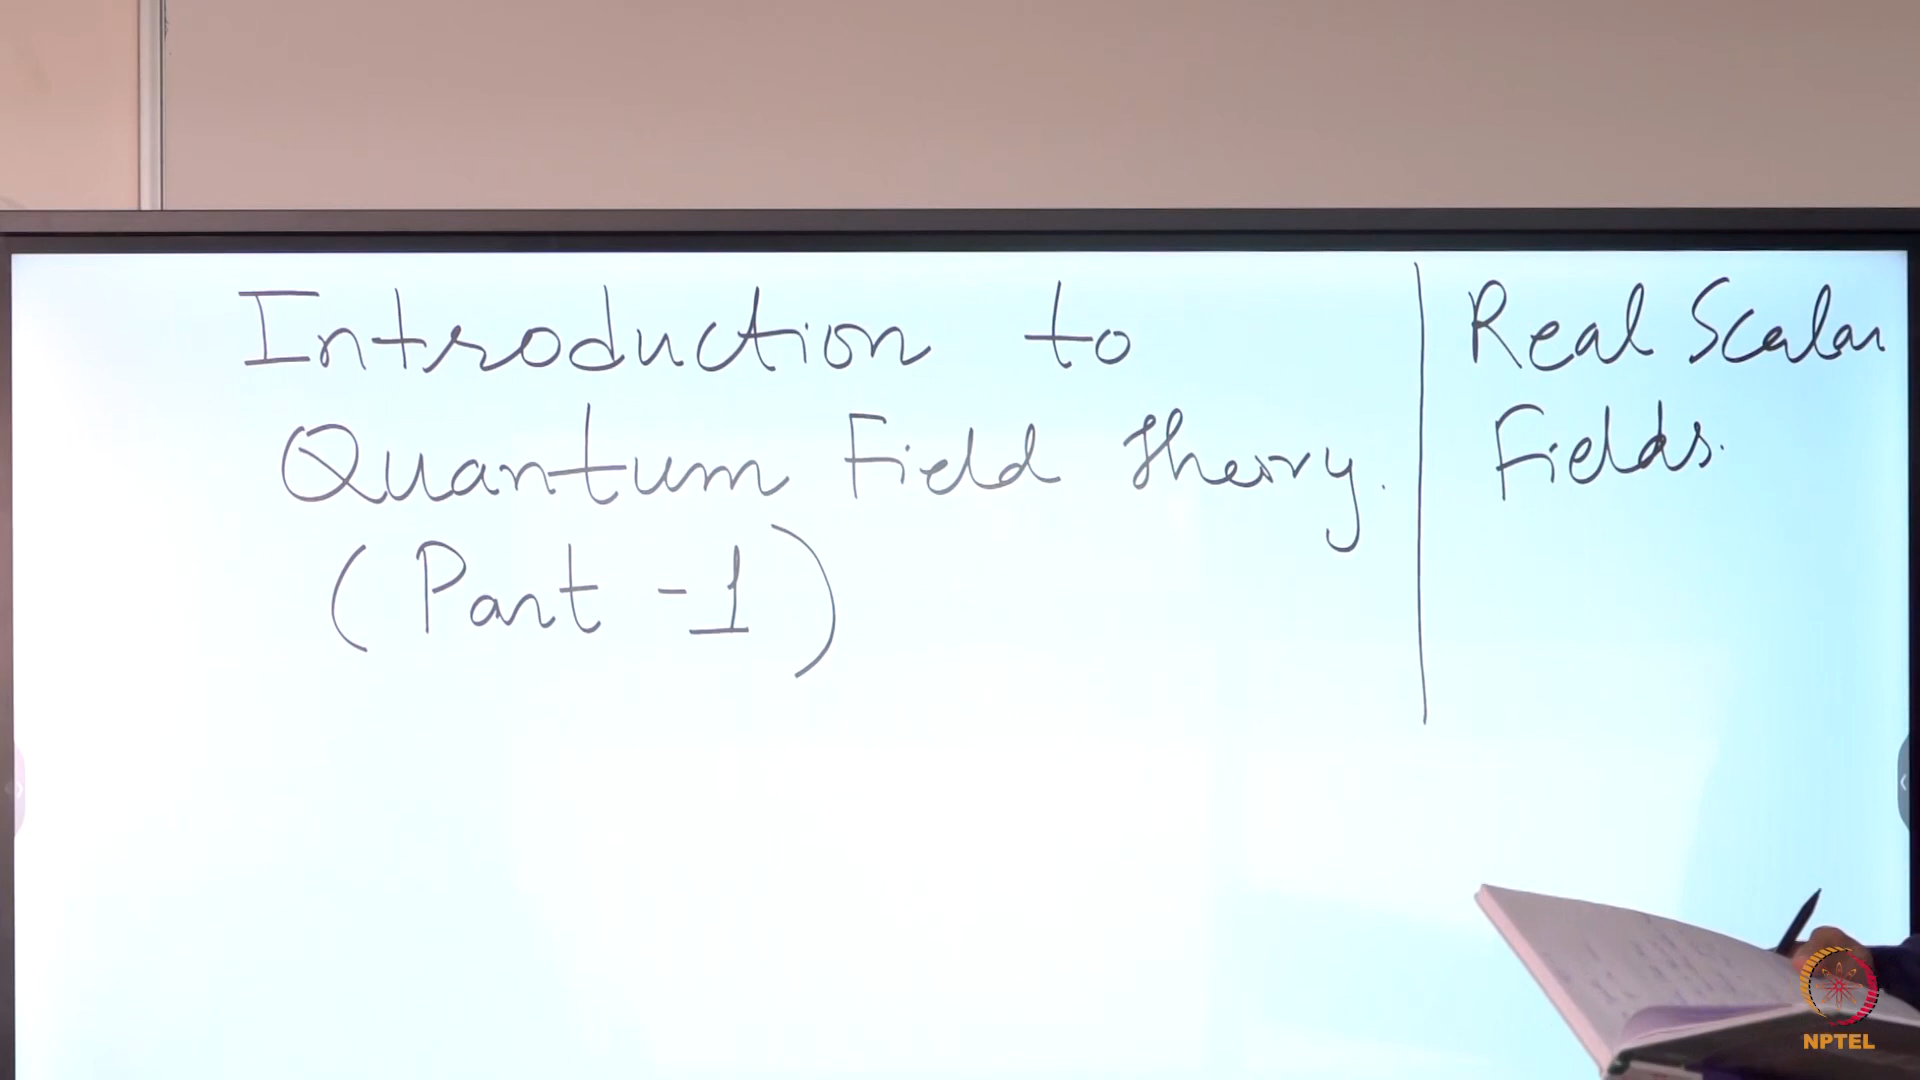 Introduction to
Quantum Field Theory.
(Part - 1)
Real Scalar
Fields.
NPTEL